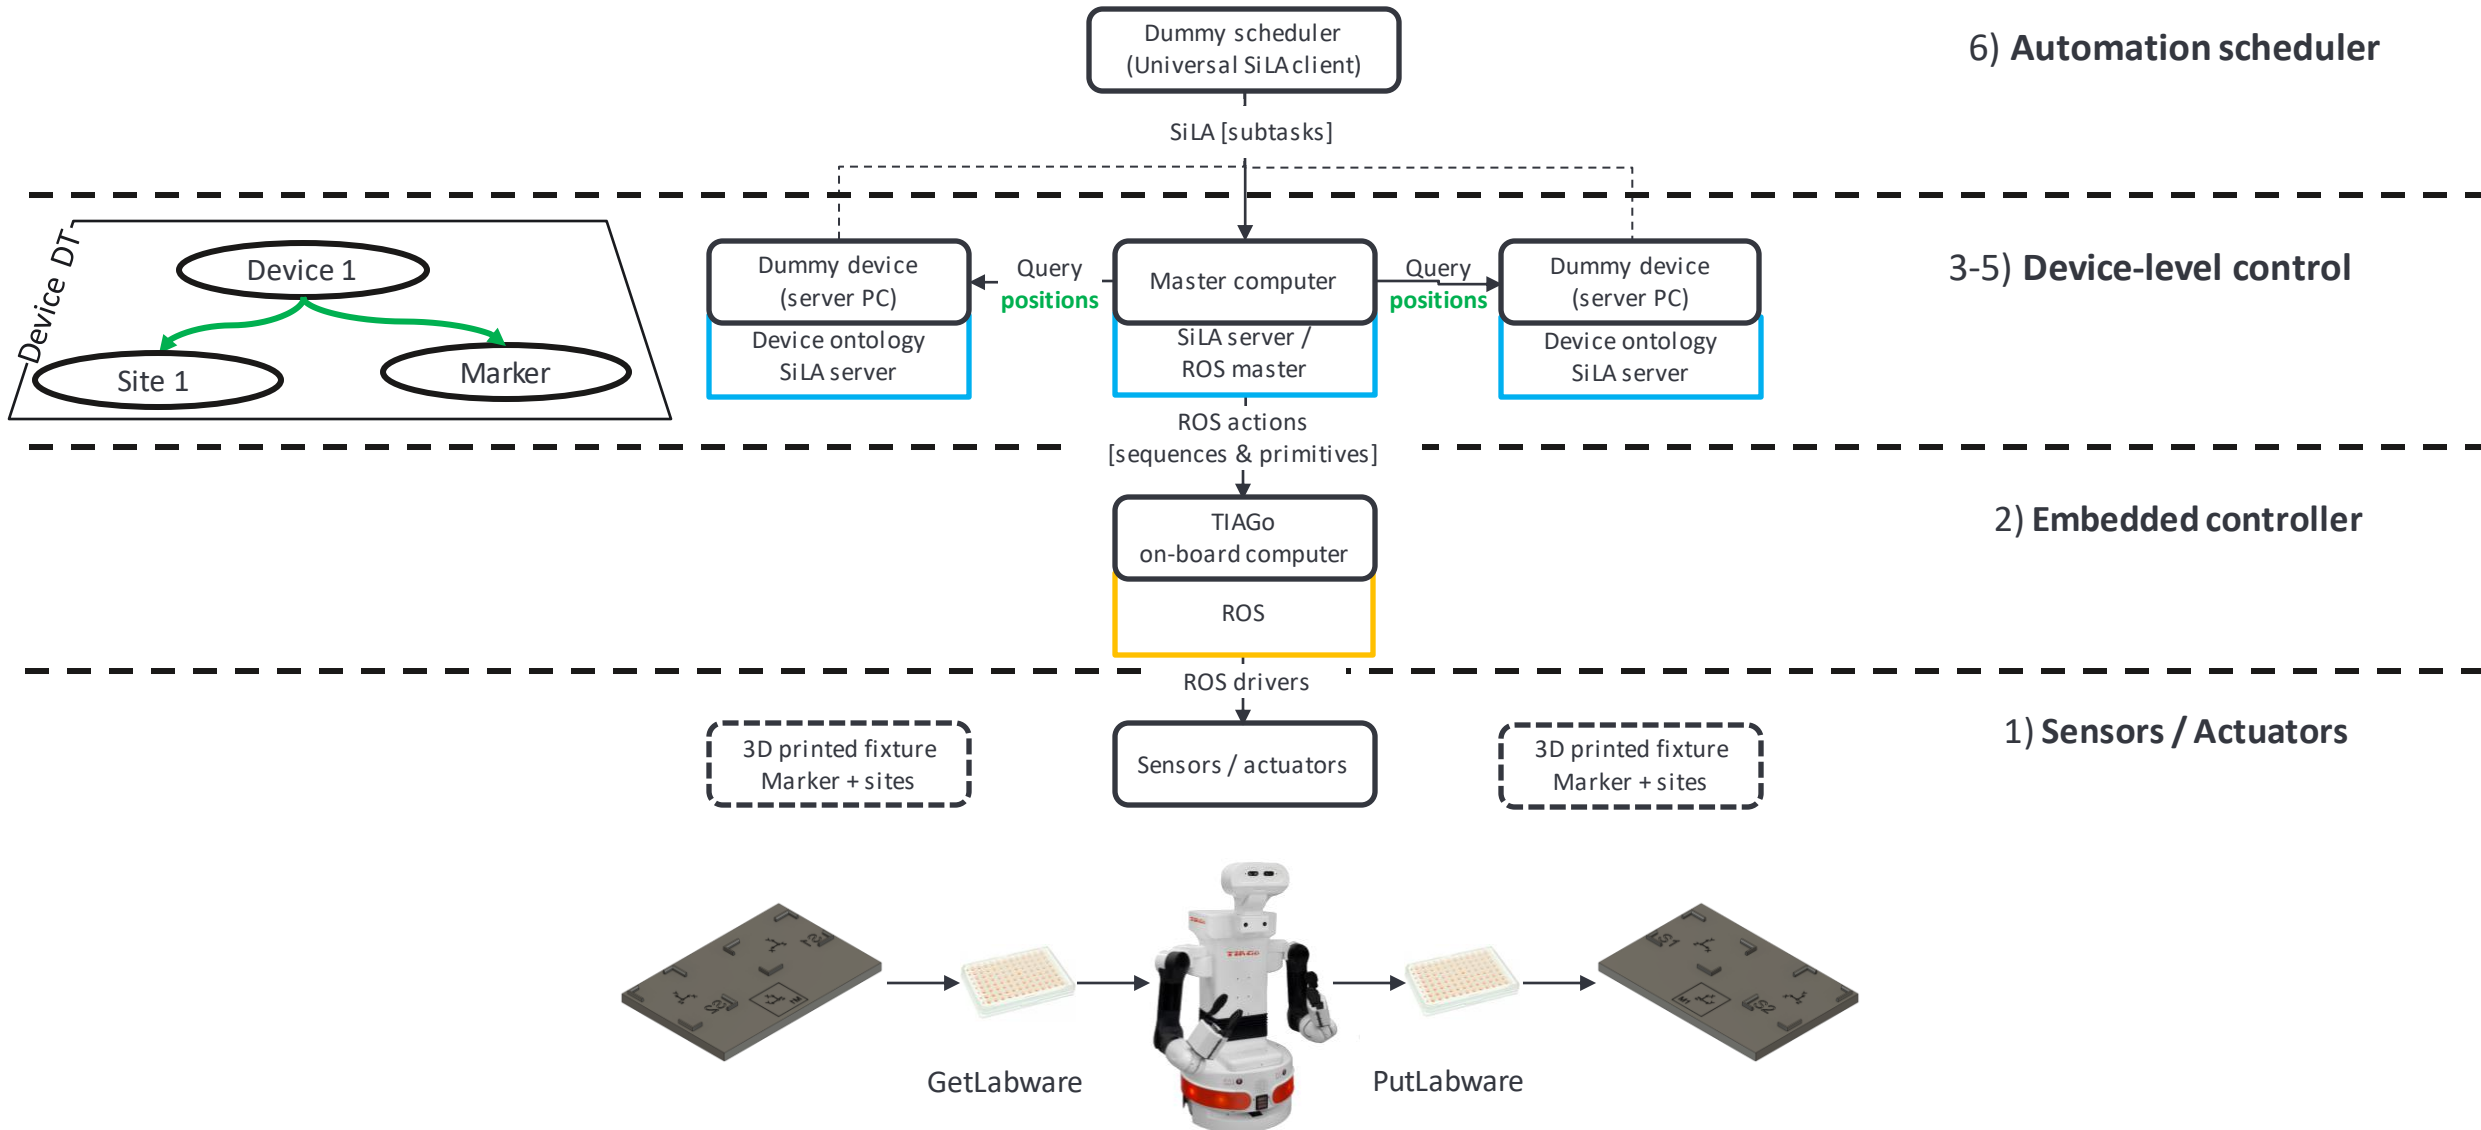 Dummy scheduler
(Universal SiLA client)
6) Automation scheduler
SiLA [subtasks]
Device DT
Device 1
Site 1
Marker
Dummy device
(server PC)
Device ontology
SiLA server
Query
positions
Master computer
SiLA server /
ROS master
Query
positions
Dummy device
(server PC)
Device ontology
SiLA server
3-5) Device-level control
ROS actions
[sequences & primitives]
TIAGo
on-board computer
ROS
2) Embedded controller
ROS drivers
3D printed fixture
Marker + sites
Sensors / actuators
3D printed fixture
Marker + sites
1) Sensors / Actuators
TIAGo
LS1
LS2
GetLabware
PutLabware